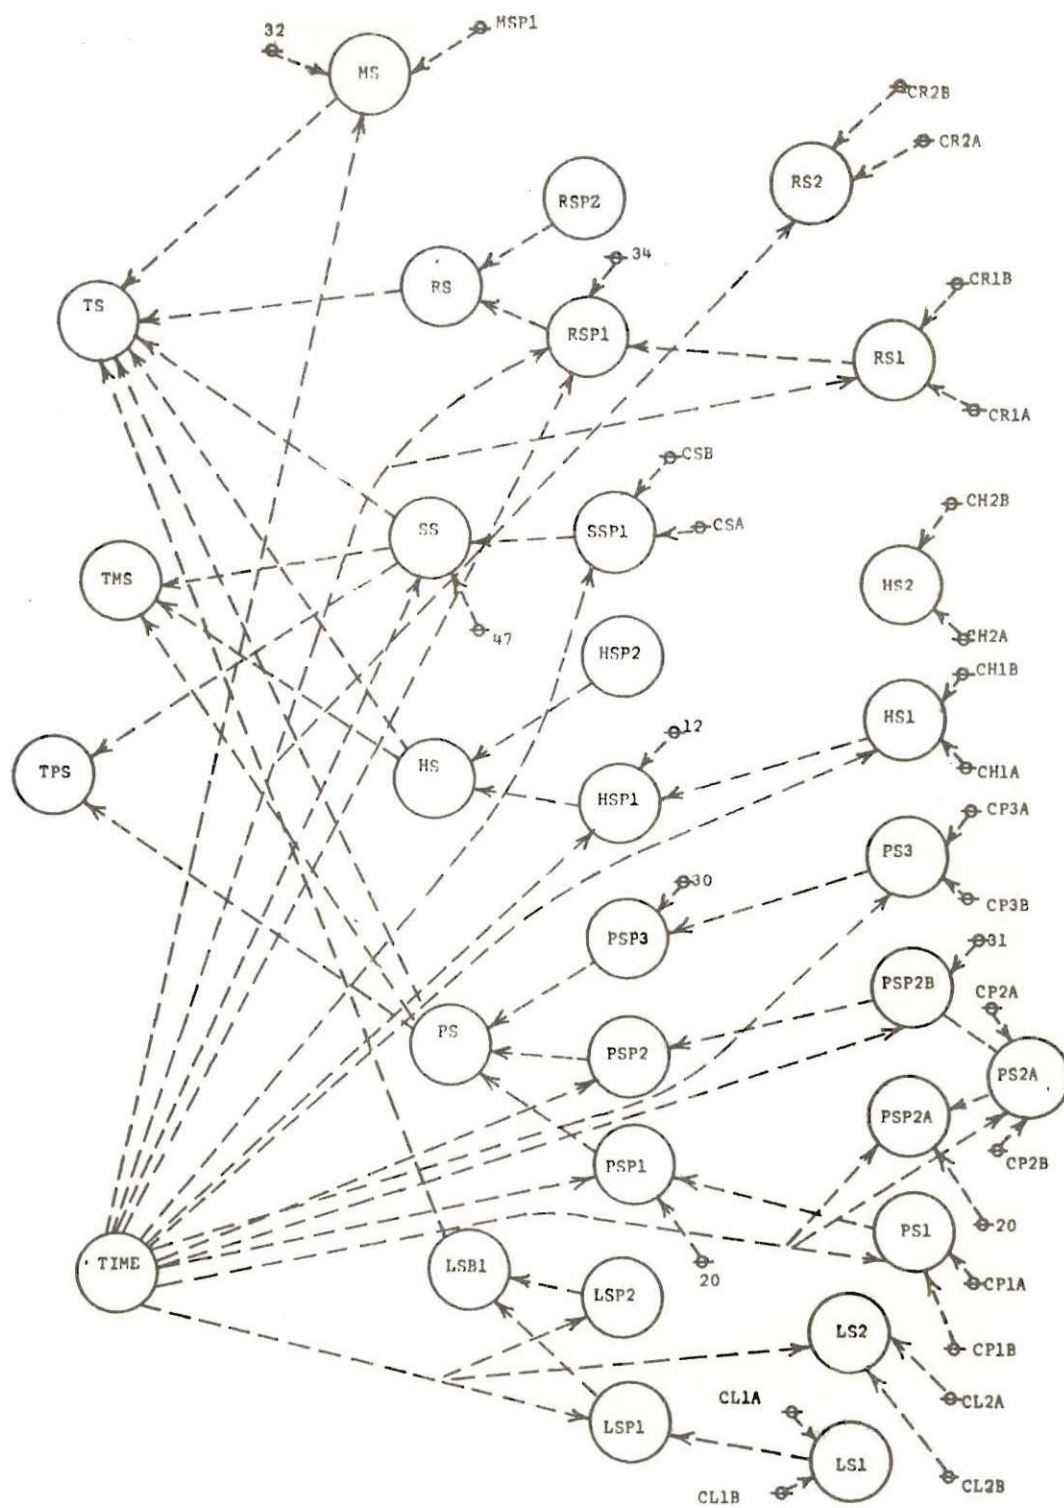 32
MSP1
MS
CR2B
CR2A
RS2
RSP2
34
RS
CR1B
TS
RSP1
RS1
CR1A
CSB
CH2B
SS
SSP1
CSA
TMS
HS2
47
CH2A
HSP2
CH1B
HS1
12
TPS
HS
HSP1
CH1A
CP3A
PS3
30
CP3B
PSP3
31
PSP2B
CP2A
PS
PSP2
PS2A
PSP2A
CP2B
PSP1
20
PS1
TIME
LSB1
20
CP1A
LSP2
LS2
CP1B
CL1A
CL2A
LSP1
LS1
CL2B
CL1B